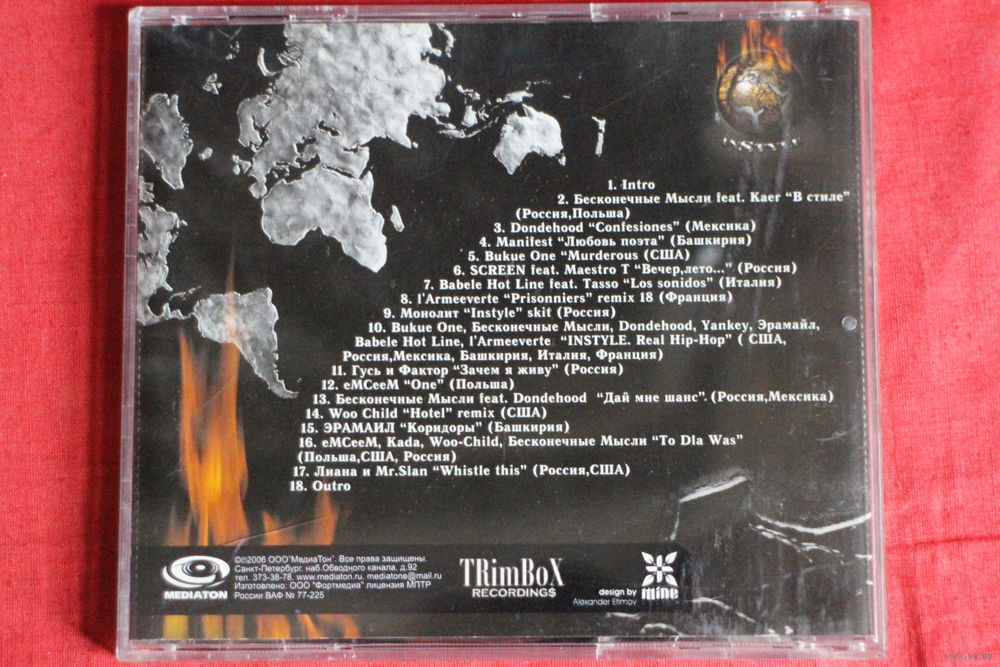 INSTYLE
1. Intro
2. Бесконечные Мысли feat. Kaer “В стиле”
(Россия,Польша)
3. Dondehood “Confesiones” (Мексика)
4. Manifest “Любовь поэта” (Башкирия)
5. Bukue One “Murderous (США)
6. SCREEN feat. Maestro T “Вечер,лето...” (Россия)
7. Babele Hot Line feat. Tasso “Los sonidos” (Италия)
8. l'Armeeverte “Prisonniers” remix 18 (Франция)
9. Монолит “Instyle” skit (Россия)
10. Bukue One, Бесконечные Мысли, Dondehood, Yankey, Эрамайл,
Babele Hot Line, l'Armeeverte “INSTYLE. Real Hip-Hop” ( США,
Россия,Мексика, Башкирия, Италия, Франция)
11. Гусь и Фактор “Зачем я живу” (Россия)
12. eMCeeM “One” (Польша)
13. Бесконечные Мысли feat. Dondehood “Дай мне шанс”. (Россия,Мексика)
14. Woo Child “Hotel” remix (США)
15. ЭРАМАИЛ “Коридоры” (Башкирия)
16. eMCeeM, Kada, Woo-Child, Бесконечные Мысли “To Dla Was”
(Польша,США, Россия)
17. Лиана и Mr.Slan “Whistle this” (Россия,США)
18. Outro
MEDIATON
©℗2006 ООО"МедиаТон". Все права защищены.
Санкт-Петербург, наб.Обводного канала, д.92
тел. 373-38-78, www.mediaton.ru, mediatone@mail.ru
Изготовлено: ООО "Фортмедиа" лицензия МПТР
России ВАФ № 77-225
TRimBoX
RECORDING$
design by
Alexander Efimov
mine
www.ay.by